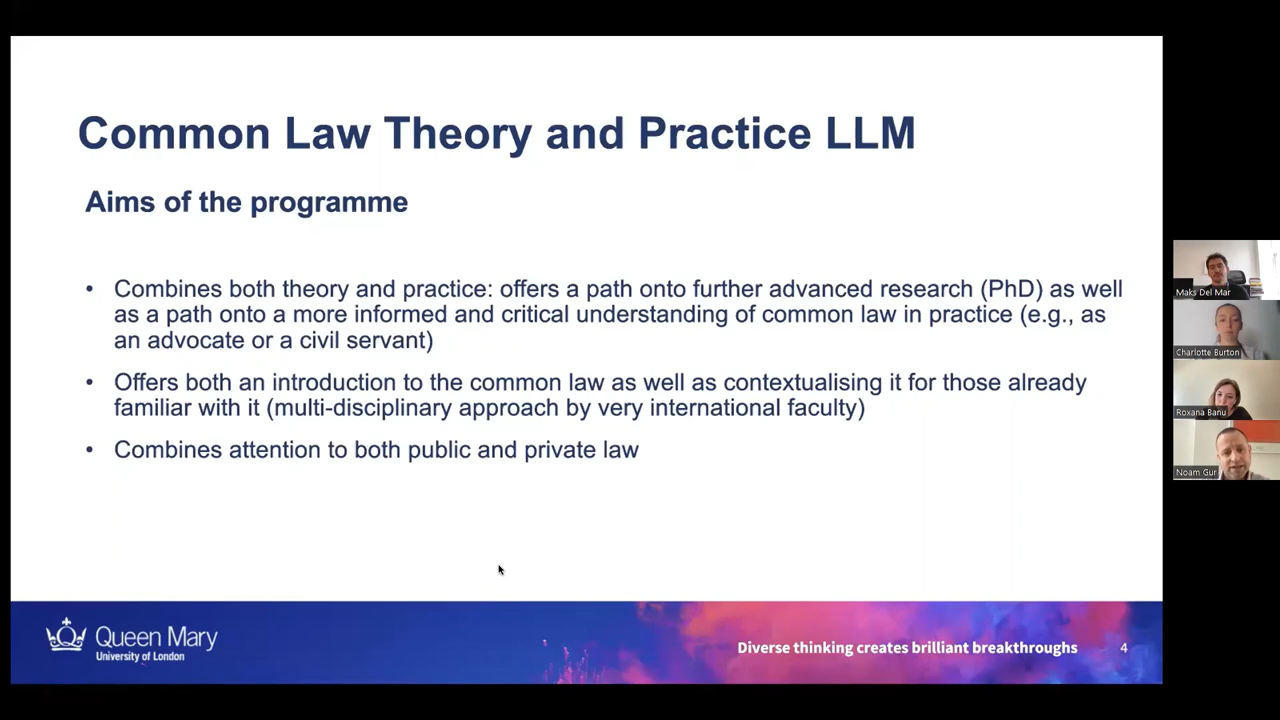 Common Law Theory and Practice LLM
Aims of the programme
• Combines both theory and practice: offers a path onto further advanced research (PhD) as well
as a path onto a more informed and critical understanding of common law in practice (e.g., as
an advocate or a civil servant)
• Offers both an introduction to the common law as well as contextualising it for those already
familiar with it (multi-disciplinary approach by very international faculty)
• Combines attention to both public and private law
Queen Mary
University of London
Diverse thinking creates brilliant breakthroughs
4
Maks Del Mar
Charlotte Burton
Roxana Banu
Noam Gur